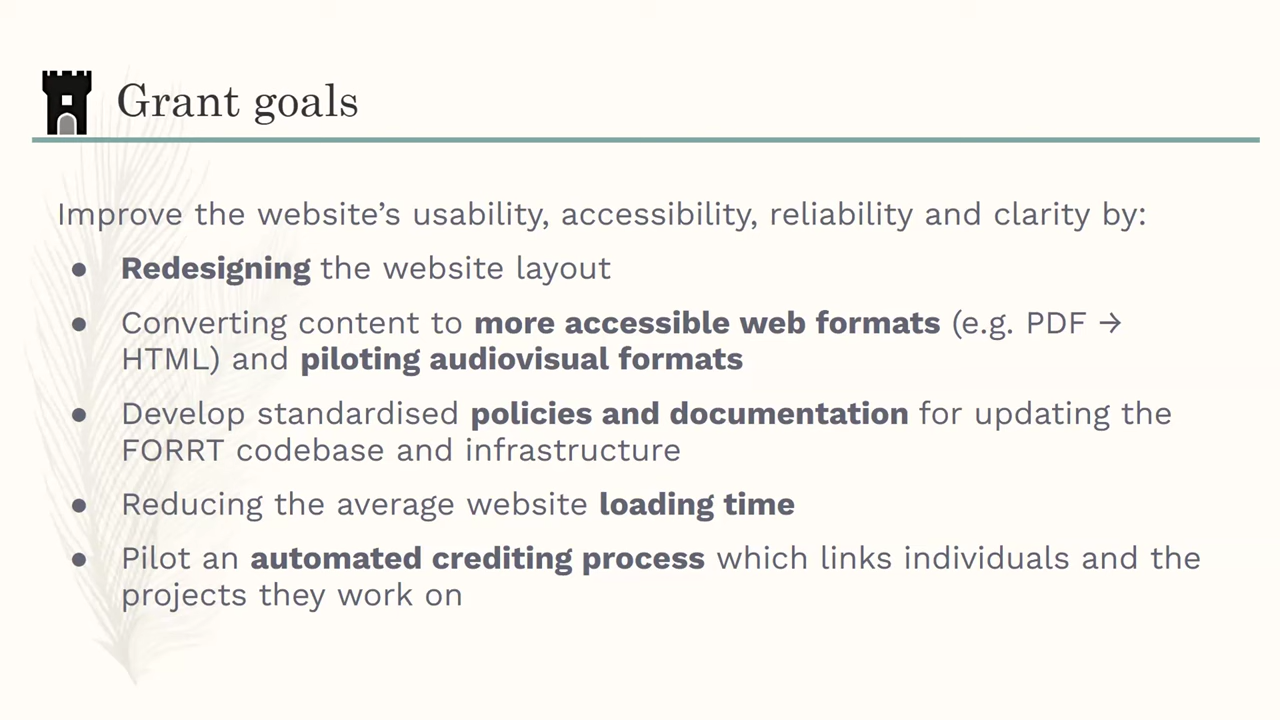 Grant goals
Improve the website’s usability, accessibility, reliability and clarity by:
● Redesigning the website layout
● Converting content to more accessible web formats (e.g. PDF →
HTML) and piloting audiovisual formats
● Develop standardised policies and documentation for updating the
FORRT codebase and infrastructure
● Reducing the average website loading time
● Pilot an automated crediting process which links individuals and the
projects they work on